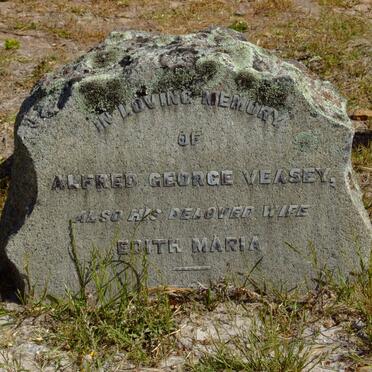 IN LOVING MEMORY
OF
ALFRED GEORGE VEASEY,
ALSO HIS BELOVED WIFE
EDITH MARIA